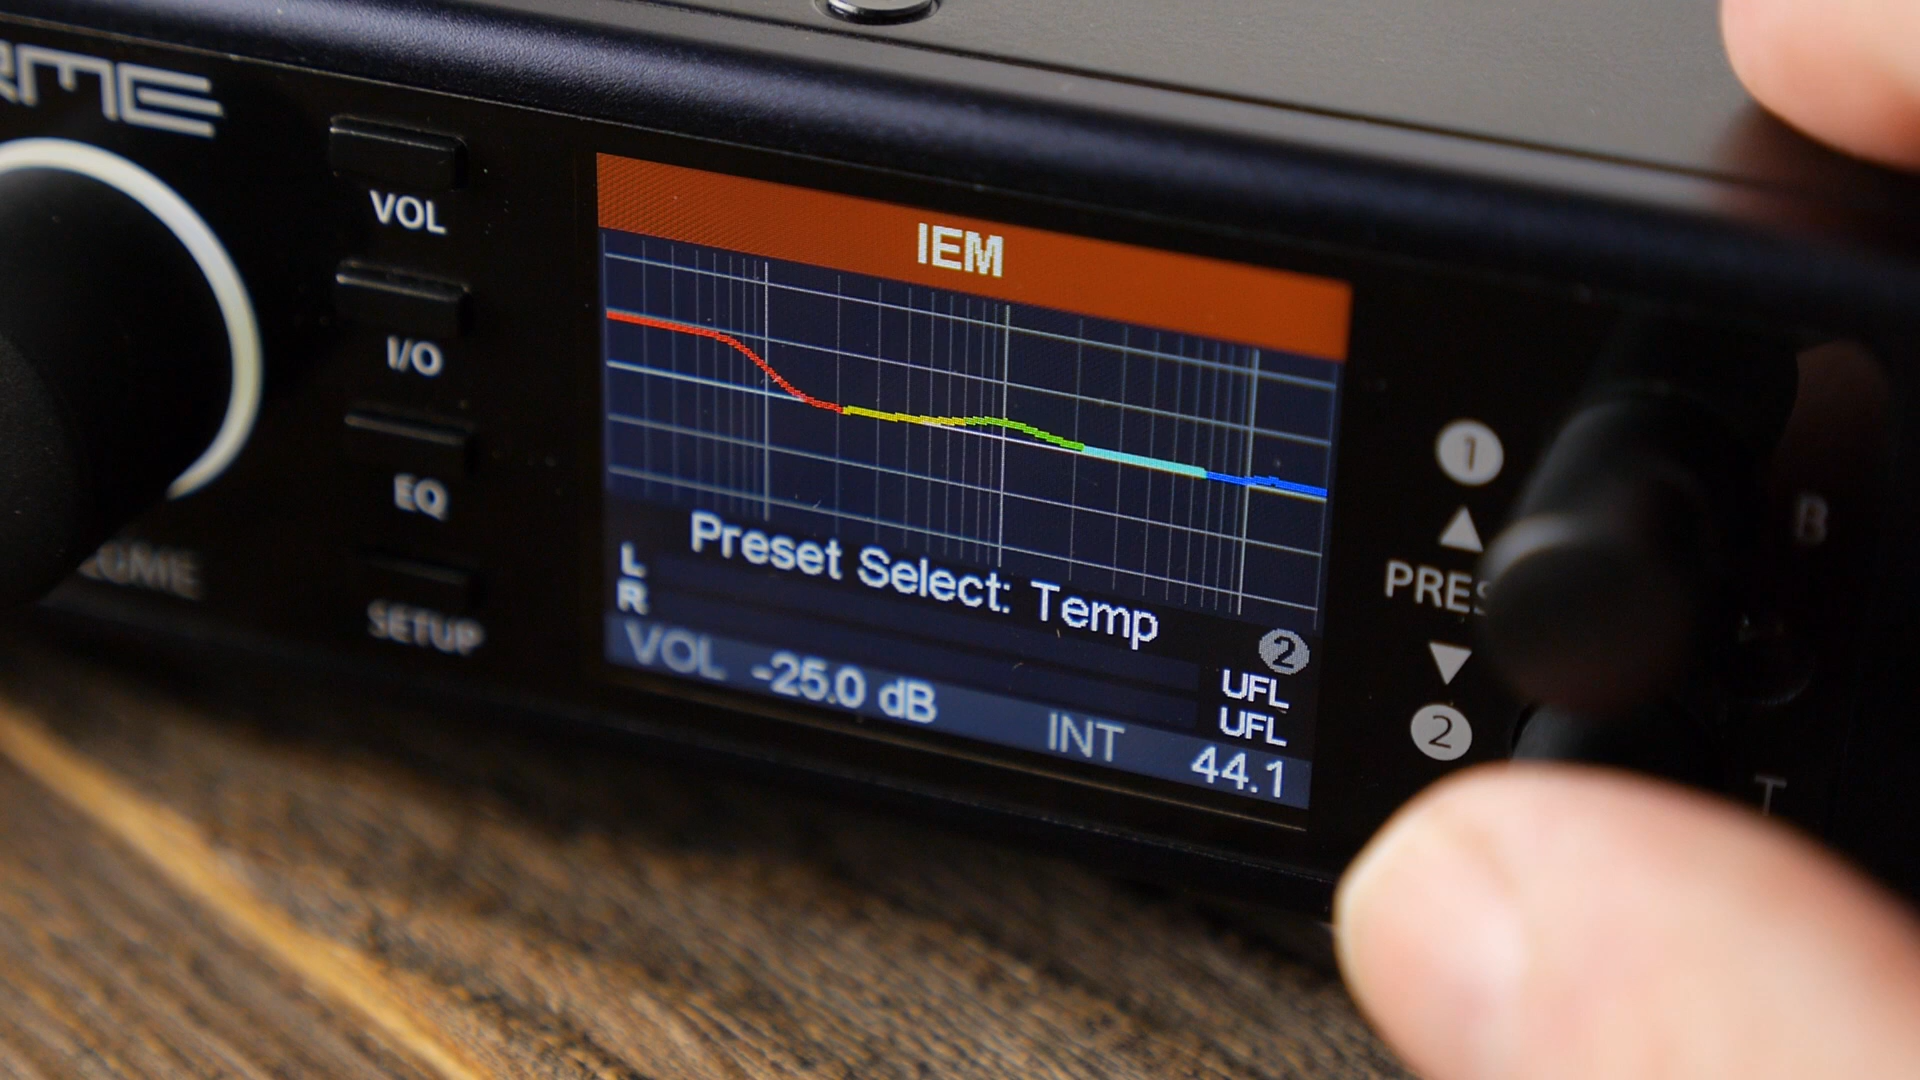 RME
VOL
I/O
EQ
SETUP
IEM
Preset Select: Temp
2
L
R
UFL
UFL
VOL -25.0 dB INT 44.1
1
PRES
2
B
T